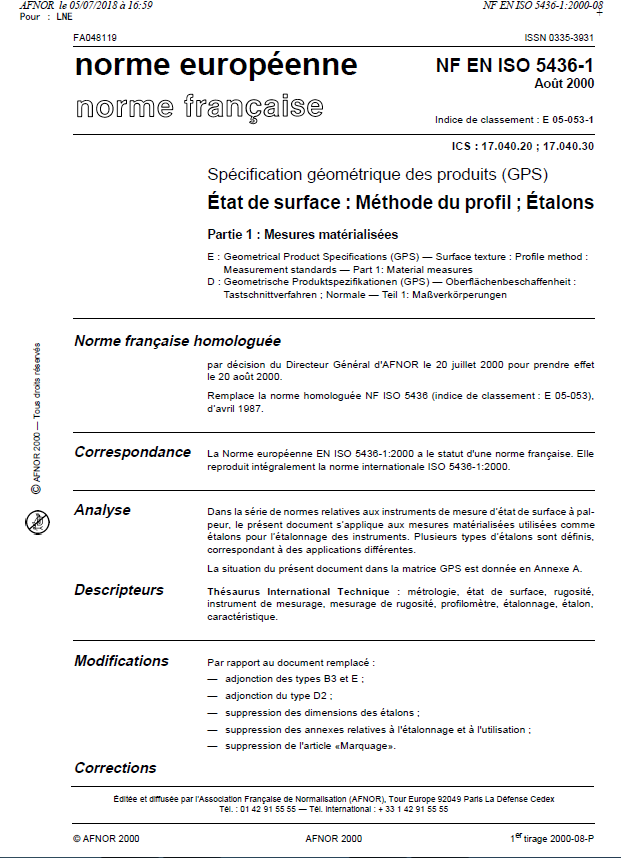 AFNOR le 05/07/2018 à 16:59
NF EN ISO 5436-1:2000-08
Pour : LNE
+
FA048119
ISSN 0335-3931
norme européenne
NF EN ISO 5436-1
Août 2000
norme française
Indice de classement : E 05-053-1
ICS : 17.040.20 ; 17.040.30
Spécification géométrique des produits (GPS)
État de surface : Méthode du profil ; Étalons
Partie 1 : Mesures matérialisées
E : Geometrical Product Specifications (GPS) — Surface texture : Profile method :
Measurement standards — Part 1: Material measures
D : Geometrische Produktspezifikationen (GPS) — Oberflächenbeschaffenheit :
Tastschnittverfahren ; Normale — Teil 1: Maßverkörperungen
Norme française homologuée
par décision du Directeur Général d'AFNOR le 20 juillet 2000 pour prendre effet
le 20 août 2000.
Remplace la norme homologuée NF ISO 5436 (indice de classement : E 05-053),
d'avril 1987.
Correspondance
La Norme européenne EN ISO 5436-1:2000 a le statut d'une norme française. Elle
reproduit intégralement la norme internationale ISO 5436-1:2000.
© AFNOR 2000 — Tous droits réservés
Analyse
Dans la série de normes relatives aux instruments de mesure d'état de surface à pal-
peur, le présent document s'applique aux mesures matérialisées utilisées comme
étalons pour l'étalonnage des instruments. Plusieurs types d'étalons sont définis,
correspondant à des applications différentes.
La situation du présent document dans la matrice GPS est donnée en Annexe A.
Descripteurs
Thésaurus International Technique : métrologie, état de surface, rugosité,
instrument de mesurage, mesurage de rugosité, profilomètre, étalonnage, étalon,
caractéristique.
Modifications
Par rapport au document remplacé :
— adjonction des types B3 et E ;
— adjonction du type D2 ;
— suppression des dimensions des étalons ;
— suppression des annexes relatives à l'étalonnage et à l'utilisation ;
— suppression de l'article «Marquage».
Corrections
Éditée et diffusée par l'Association Française de Normalisation (AFNOR), Tour Europe 92049 Paris La Défense Cedex
Tél. : 01 42 91 55 55 — Tél. international : + 33 1 42 91 55 55
© AFNOR 2000
AFNOR 2000
1er tirage 2000-08-P